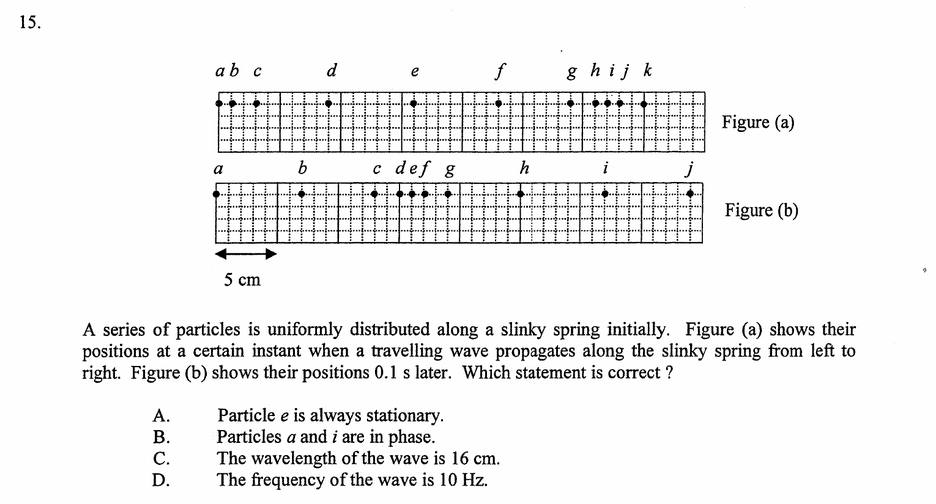 15.
a b c d e f g h i j k
Figure (a)
a b c d e f g h i j
Figure (b)
5 cm
A series of particles is uniformly distributed along a slinky spring initially. Figure (a) shows their
positions at a certain instant when a travelling wave propagates along the slinky spring from left to
right. Figure (b) shows their positions 0.1 s later. Which statement is correct ?
A. Particle e is always stationary.
B. Particles a and i are in phase.
C. The wavelength of the wave is 16 cm.
D. The frequency of the wave is 10 Hz.